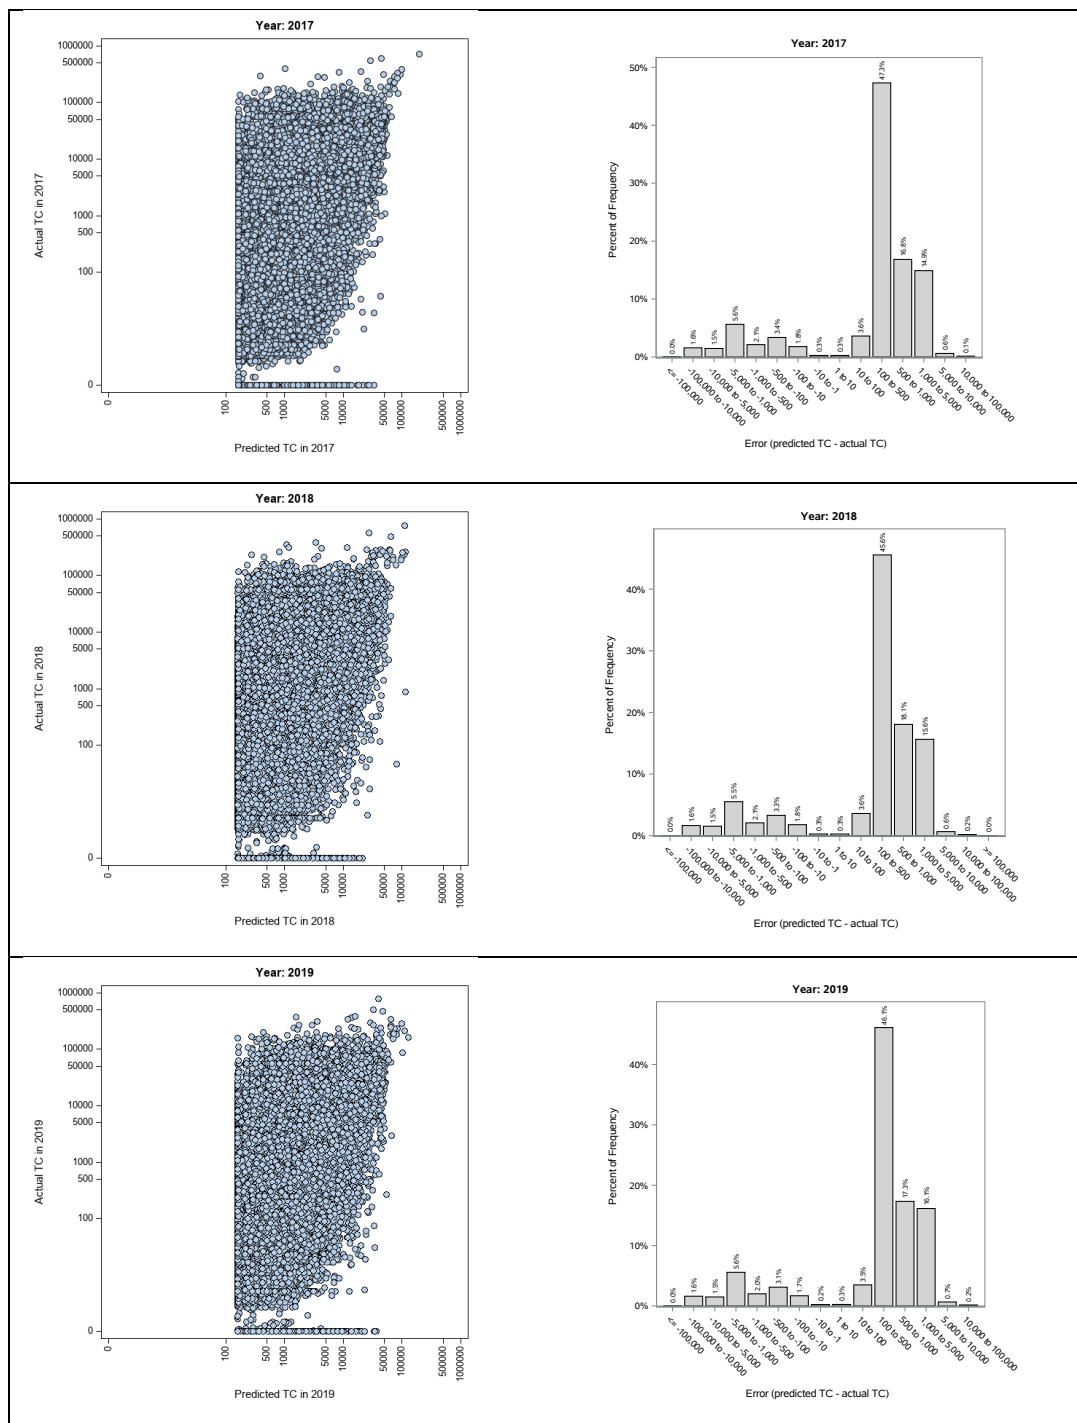 Year: 2017
1000000
500000
100000
50000
10000
5000
1000
500
100
0
Actual TC in 2017
0
100
500
1000
5000
10000
50000
100000
500000
1000000
Predicted TC in 2017
Year: 2017
50%
40%
30%
20%
10%
0%
Percent of Frequency
0.0%
1.6%
1.5%
5.6%
2.1%
3.4%
1.8%
0.3%
0.3%
3.6%
47.3%
16.8%
14.9%
0.6%
0.1%
<= -100,000
-100,000 to -10,000
-10,000 to -5,000
-5,000 to -1,000
-1,000 to -500
-500 to -100
-100 to -10
-10 to -1
1 to 10
10 to 100
100 to 500
500 to 1,000
1,000 to 5,000
5,000 to 10,000
10,000 to 100,000
Error (predicted TC - actual TC)
Year: 2018
1000000
500000
100000
50000
10000
5000
1000
500
100
0
Actual TC in 2018
0
100
500
1000
5000
10000
50000
100000
500000
1000000
Predicted TC in 2018
Year: 2018
40%
30%
20%
10%
0%
Percent of Frequency
0.0%
1.6%
1.5%
5.5%
2.1%
3.3%
1.8%
0.3%
0.3%
3.6%
45.6%
18.1%
15.6%
0.6%
0.2%
0.0%
<= -100,000
-100,000 to -10,000
-10,000 to -5,000
-5,000 to -1,000
-1,000 to -500
-500 to -100
-100 to -10
-10 to -1
1 to 10
10 to 100
100 to 500
500 to 1,000
1,000 to 5,000
5,000 to 10,000
10,000 to 100,000
>= 100,000
Error (predicted TC - actual TC)
Year: 2019
1000000
500000
100000
50000
10000
5000
1000
500
100
0
Actual TC in 2019
0
100
500
1000
5000
10000
50000
100000
500000
1000000
Predicted TC in 2019
Year: 2019
40%
30%
20%
10%
0%
Percent of Frequency
0.0%
1.6%
1.5%
5.6%
2.0%
3.1%
1.7%
0.2%
0.3%
3.5%
46.1%
17.3%
16.1%
0.7%
0.2%
<= -100,000
-100,000 to -10,000
-10,000 to -5,000
-5,000 to -1,000
-1,000 to -500
-500 to -100
-100 to -10
-10 to -1
1 to 10
10 to 100
100 to 500
500 to 1,000
1,000 to 5,000
5,000 to 10,000
10,000 to 100,000
Error (predicted TC - actual TC)